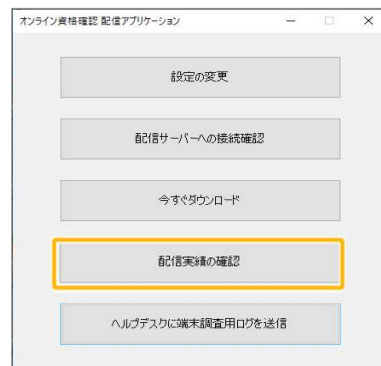 オンライン資格確認 配信アプリケーション
設定の変更
配信サーバーへの接続確認
今すぐダウンロード
配信実績の確認
ヘルプデスクに端末調査用ログを送信